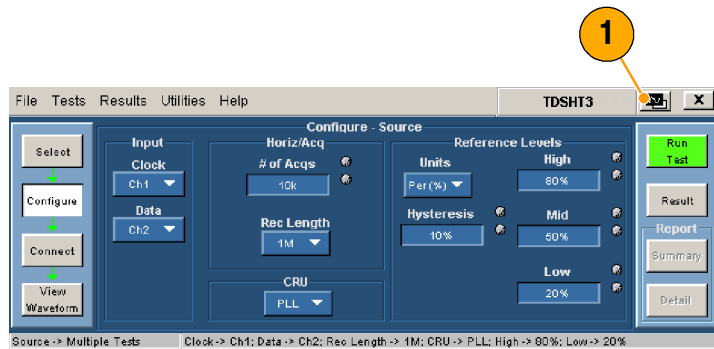 1
File Tests Results Utilities Help TDSHT3 X
Configure - Source
Select
Configure
Connect
View
Waveform
Input
Clock
Ch1
Data
Ch2
Horiz/Acq
# of Acqs
10k
Rec Length
1M
CRU
PLL
Reference Levels
Units
Per(%)
Hysteresis
10%
High
80%
Mid
50%
Low
20%
Run
Test
Result
Report
Summary
Detail
Source -> Multiple Tests Clock-> Ch1; Data -> Ch2; Rec Length -> 1M; CRU -> PLL; High -> 80%; Low-> 20%